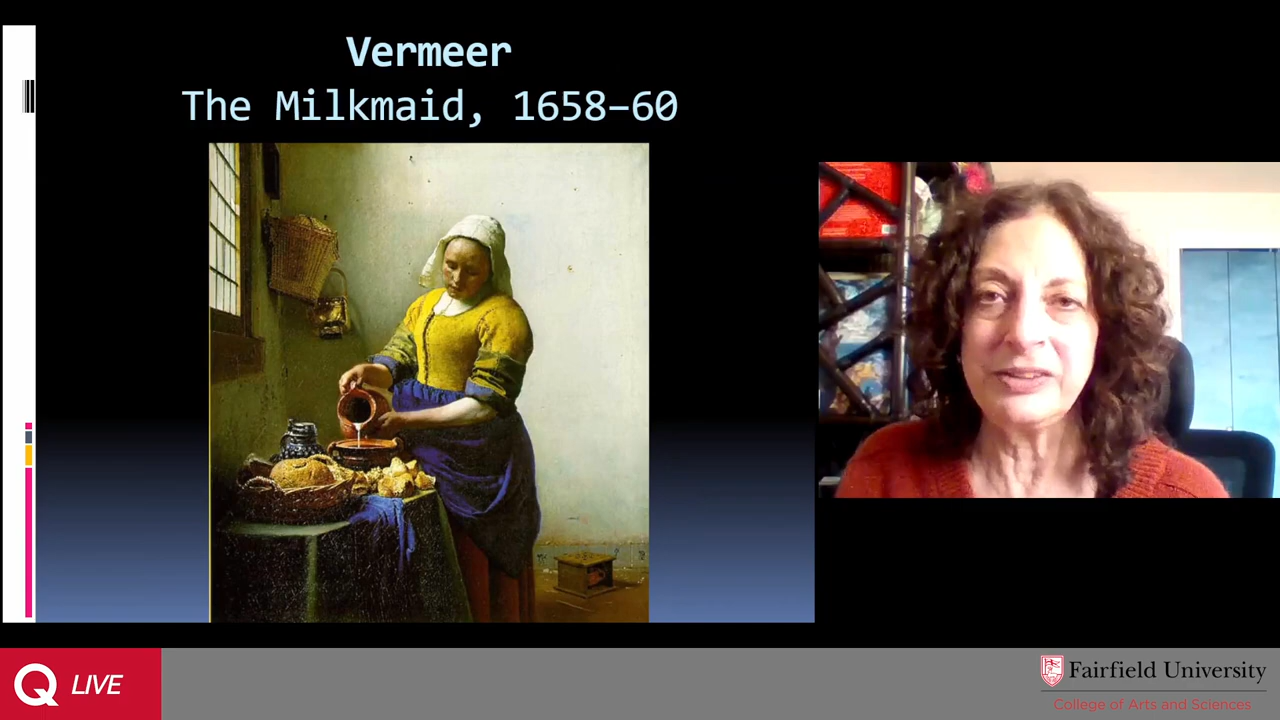 Vermeer
The Milkmaid, 1658–60
Q LIVE
Fairfield University
College of Arts and Sciences